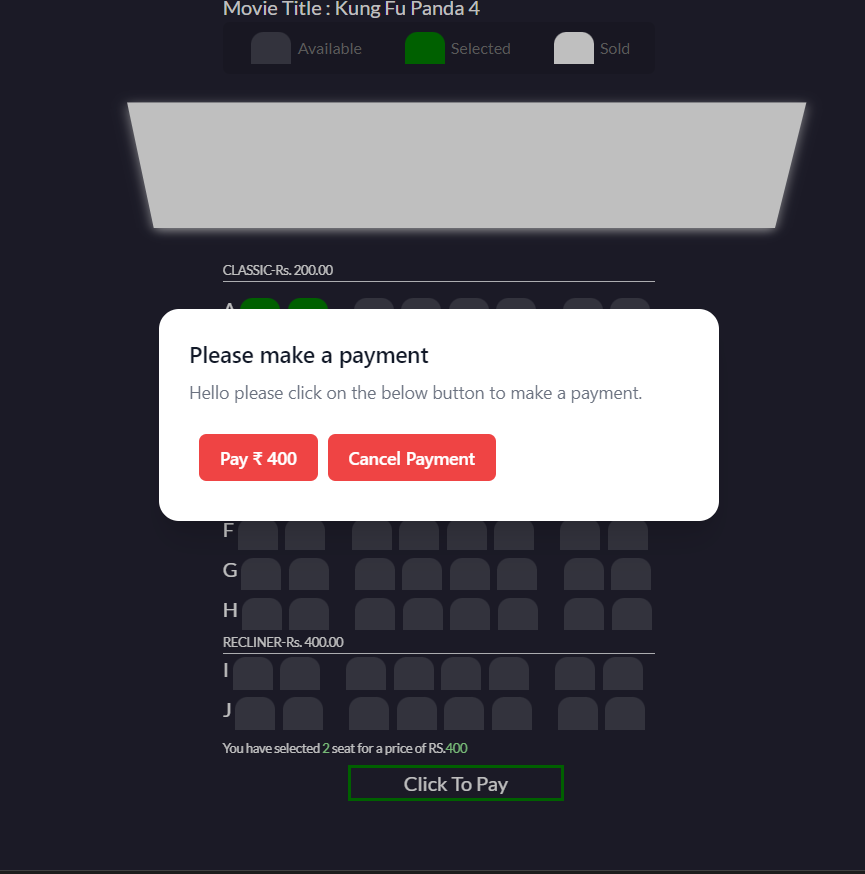 Movie Title : Kung Fu Panda 4
Available Selected Sold
CLASSIC-Rs. 200.00
A
Please make a payment
Hello please click on the below button to make a payment.
Pay ₹ 400 Cancel Payment
F
G
H
RECLINER-Rs. 400.00
I
J
You have selected 2 seat for a price of RS.400
Click To Pay